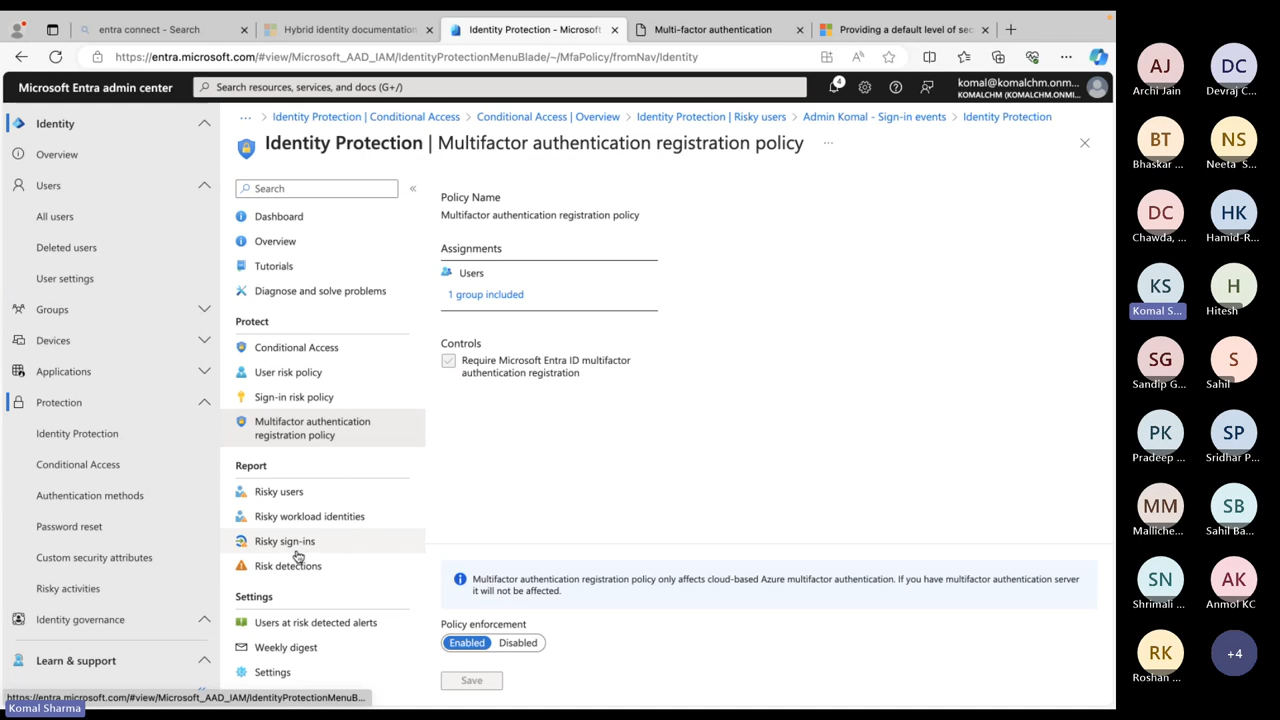 entra connect - Search
Hybrid identity documentation
Identity Protection - Microsoft
Multi-factor authentication
Providing a default level of sec
https://entra.microsoft.com/#view/Microsoft_AAD_IAM/IdentityProtectionMenuBlade/~/MfaPolicy/fromNav/Identity
Microsoft Entra admin center
Search resources, services, and docs (G+/)
4
komal@komalchm.onm...
KOMALCHM (KOMALCHM.ONMI...
... > Identity Protection | Conditional Access > Conditional Access | Overview > Identity Protection | Risky users > Admin Komal - Sign-in events > Identity Protection
Identity Protection | Multifactor authentication registration policy ...
Identity
Overview
Users
All users
Deleted users
User settings
Groups
Devices
Applications
Protection
Identity Protection
Conditional Access
Authentication methods
Password reset
Custom security attributes
Risky activities
Identity governance
Learn & support
Search
Dashboard
Overview
Tutorials
Diagnose and solve problems
Protect
Conditional Access
User risk policy
Sign-in risk policy
Multifactor authentication
registration policy
Report
Risky users
Risky workload identities
Risky sign-ins
Risk detections
Settings
Users at risk detected alerts
Weekly digest
Settings
Policy Name
Multifactor authentication registration policy
Assignments
Users
1 group included
Controls
Require Microsoft Entra ID multifactor
authentication registration
Multifactor authentication registration policy only affects cloud-based Azure multifactor authentication. If you have multifactor authentication server
it will not be affected.
Policy enforcement
Enabled Disabled
Save
https://entra.microsoft.com/#view/Microsoft_AAD_IAM/IdentityProtectionMenuB...
Komal Sharma
AJ
Archi Jain
DC
Devraj C...
BT
Bhaskar ...
NS
Neeta S...
DC
Chawda, ...
HK
Hamid-R...
KS
Komal S...
H
Hitesh
SG
Sandip G...
S
Sahil
PK
Pradeep ...
SP
Sridhar P...
MM
Malliche...
SB
Sahil Ba...
SN
Shrimali ...
AK
Anmol KC
RK
Roshan ...
+4